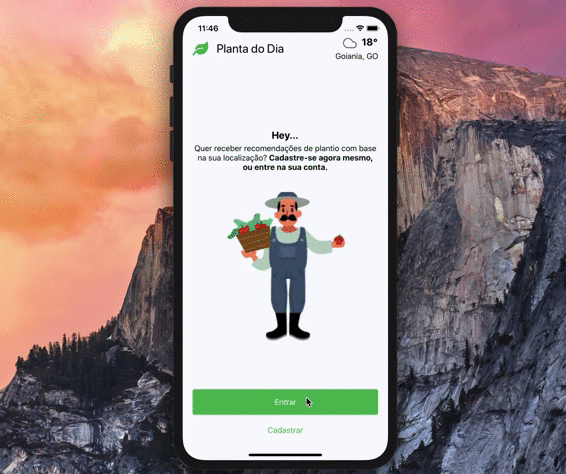 11:46
Planta do Dia
18°
Goiania, GO
Hey...
Quer receber recomendações de plantio com base
na sua localização? Cadastre-se agora mesmo,
ou entre na sua conta.
Entrar
Cadastrar